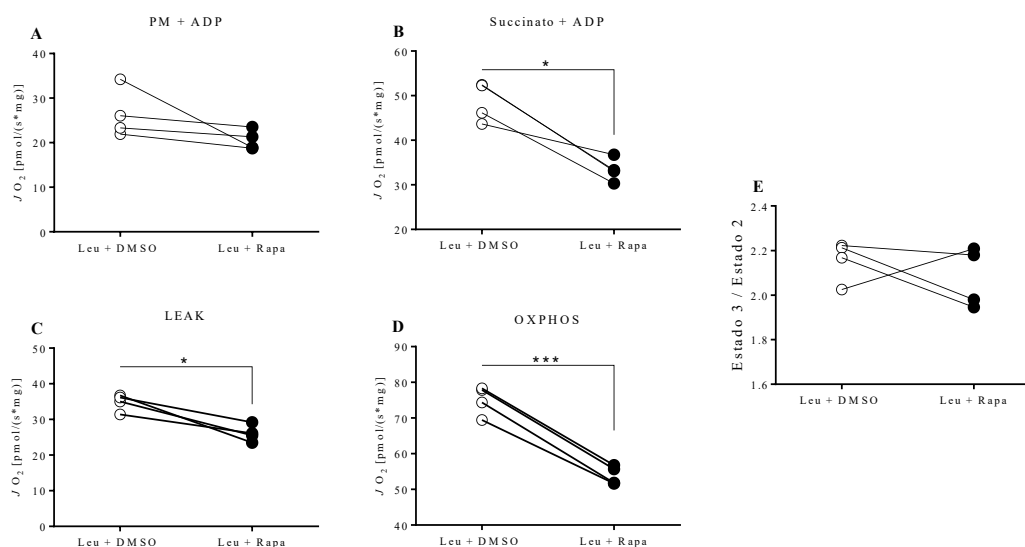 PM + ADP
A
40
30
20
10
0
J O₂ [pmol/(s*mg)]
Leu + DMSO Leu + Rapa
Succinato + ADP
B
60
50
40
30
20
J O₂ [pmol/(s*mg)]
*
Leu + DMSO Leu + Rapa
LEAK
C
50
40
30
20
10
0
J O₂ [pmol/(s*mg)]
*
Leu + DMSO Leu + Rapa
OXPHOS
D
90
80
70
60
50
40
J O₂ [pmol/(s*mg)]
***
Leu + DMSO Leu + Rapa
E
2.4
2.2
2.0
1.8
1.6
Estado 3 / Estado 2
Leu + DMSO Leu + Rapa